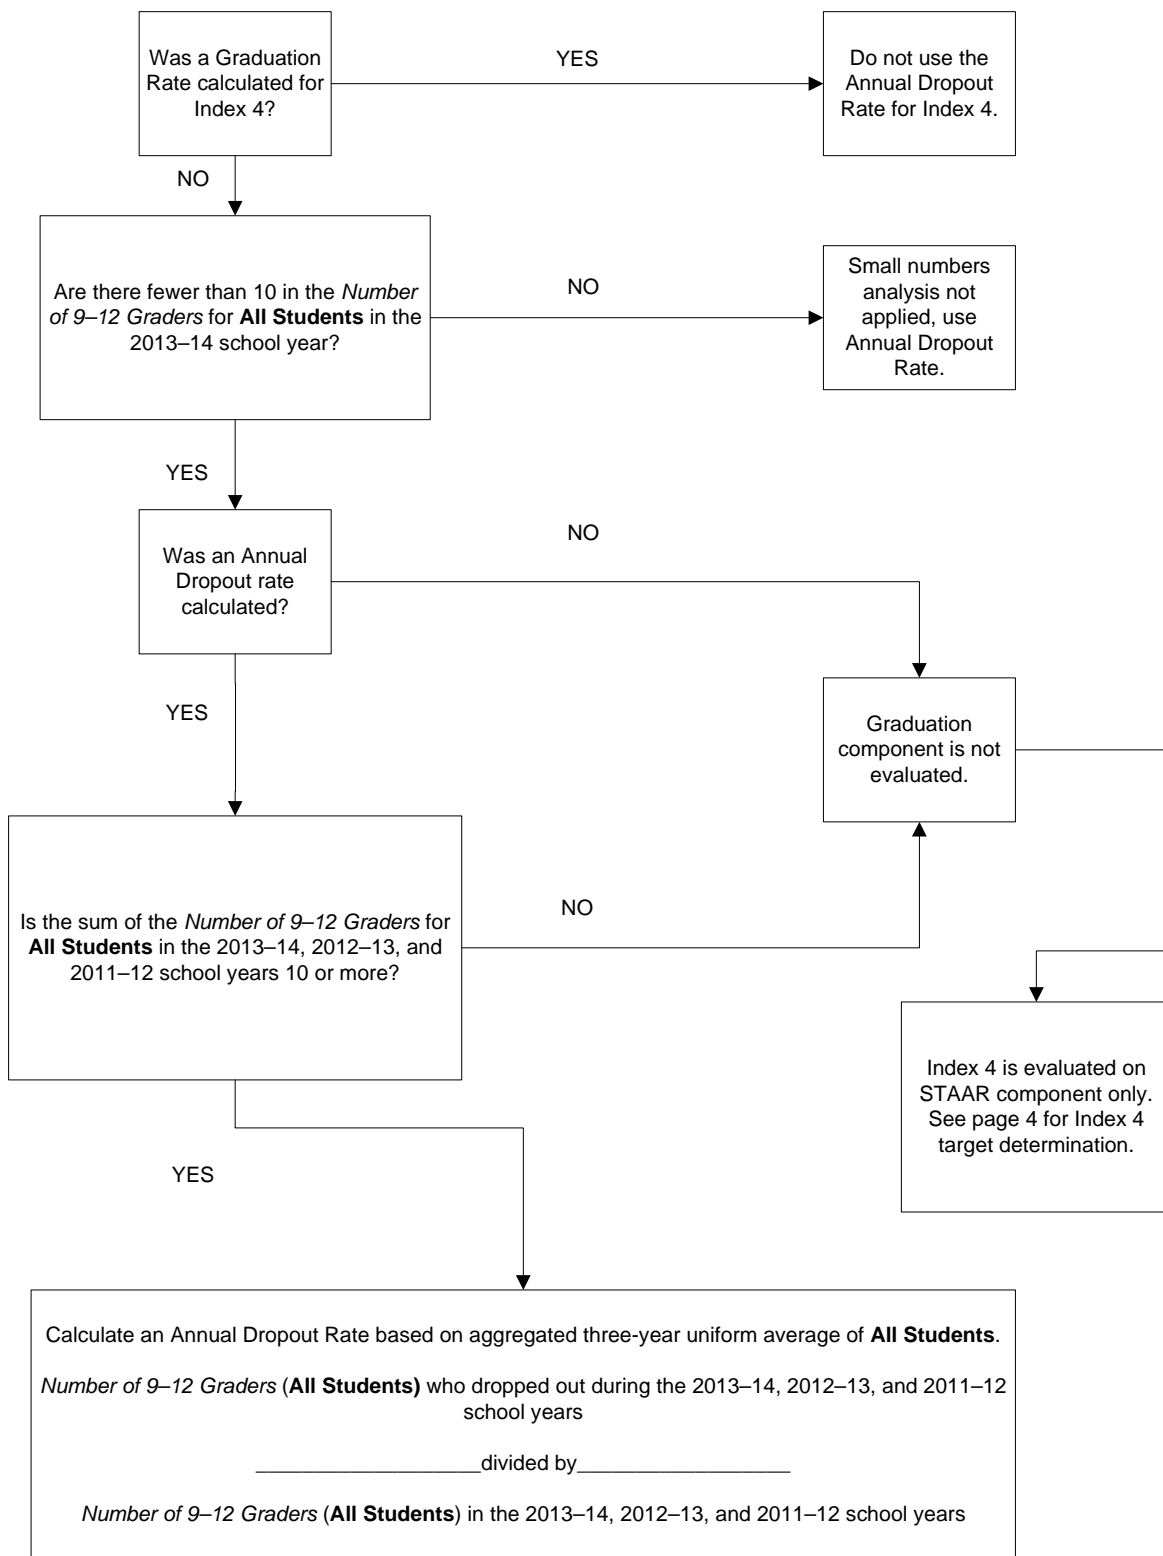 Was a Graduation
Rate calculated for
Index 4?
YES
Do not use the
Annual Dropout
Rate for Index 4.
NO
Are there fewer than 10 in the Number
of 9–12 Graders for All Students in the
2013–14 school year?
NO
Small numbers
analysis not
applied, use
Annual Dropout
Rate.
YES
Was an Annual
Dropout rate
calculated?
NO
YES
Graduation
component is not
evaluated.
Is the sum of the Number of 9–12 Graders for
All Students in the 2013–14, 2012–13, and
2011–12 school years 10 or more?
NO
Index 4 is evaluated on
STAAR component only.
See page 4 for Index 4
target determination.
YES
Calculate an Annual Dropout Rate based on aggregated three-year uniform average of All Students.
Number of 9–12 Graders (All Students) who dropped out during the 2013–14, 2012–13, and 2011–12
school years
____________________divided by___________________
Number of 9–12 Graders (All Students) in the 2013–14, 2012–13, and 2011–12 school years